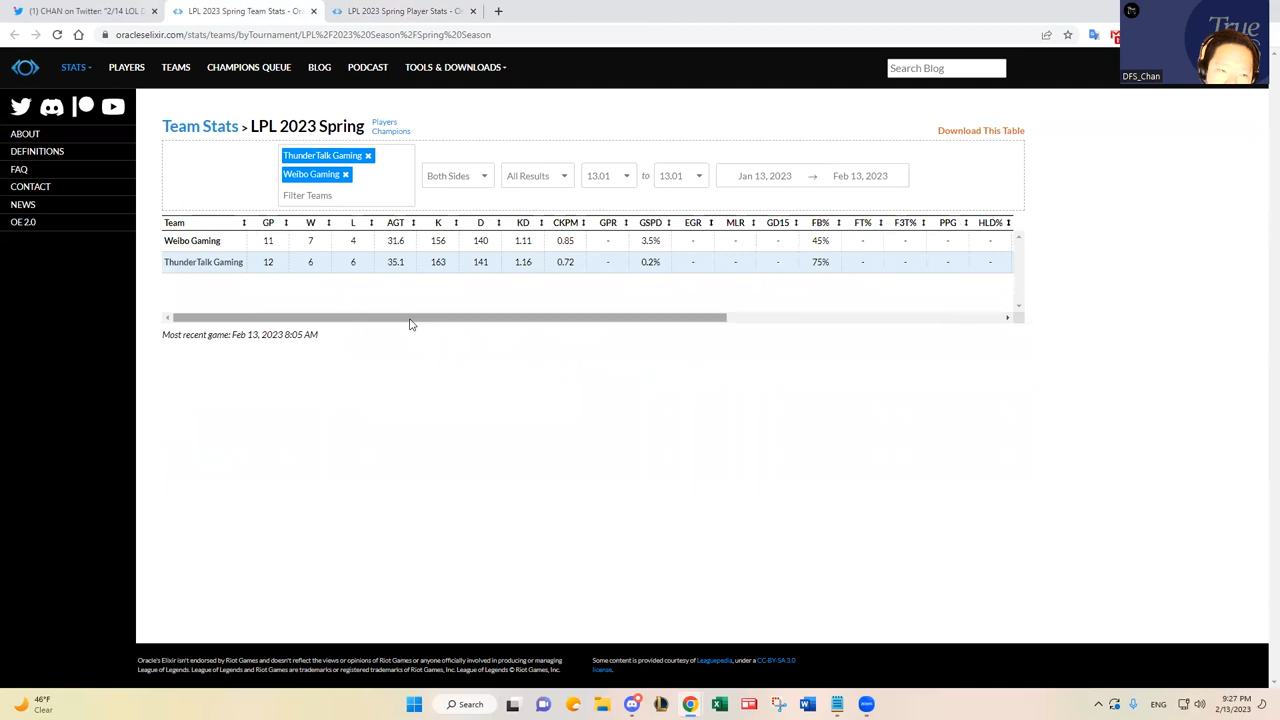 CHAN on Twitter: "2/14 LOL D
LPL 2023 Spring Team Stats - Or
LPL 2023 Spring Player Stats - O
oracleselixir.com/stats/teams/byTournament/LPL%2F2023%20Season%2FSpring%20Season
True
DFS_Chan
STATS
PLAYERS
TEAMS
CHAMPIONS QUEUE
BLOG
PODCAST
TOOLS & DOWNLOADS
Search Blog
ABOUT
DEFINITIONS
FAQ
CONTACT
NEWS
OE 2.0
Team Stats > LPL 2023 Spring
Players
Champions
Download This Table
ThunderTalk Gaming ×
Weibo Gaming ×
Filter Teams
Both Sides
All Results
13.01 to 13.01
Jan 13, 2023 → Feb 13, 2023
Team GP W L AGT K D KD CKPM GPR GSPD EGR MLR GD15 FB% FT% F3T% PPG HLD%
Weibo Gaming 11 7 4 31.6 156 140 1.11 0.85 - 3.5% - - - 45% - - - -
ThunderTalk Gaming 12 6 6 35.1 163 141 1.16 0.72 - 0.2% - - - 75% - - - -
Most recent game: Feb 13, 2023 8:05 AM
Oracle's Elixir isn't endorsed by Riot Games and doesn't reflect the views or opinions of Riot Games or anyone officially involved in producing or managing
League of Legends. League of Legends and Riot Games are trademarks or registered trademarks of Riot Games, Inc. League of Legends © Riot Games, Inc.
Some content is provided courtesy of Leaguepedia, under a CC-BY-SA 3.0
license.
46°F
Clear
Search
ENG
9:27 PM
2/13/2023